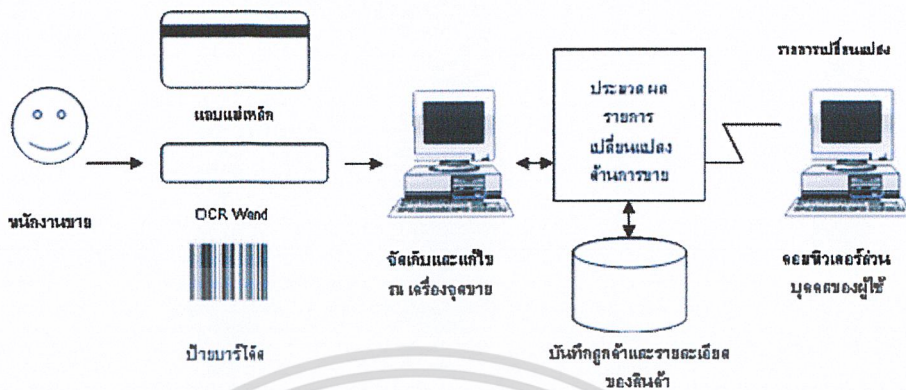 พนักงานขาย
แถบแม่เหล็ก
OCR Wand
ป้ายบาร์โค้ด
จัดเก็บและแก้ไข
ณ เครื่องจุดขาย
ประมวลผล
รายการ
เปลี่ยนแปลง
ด้านการขาย
บันทึกลูกค้าและรายละเอียด
ของสินค้า
รายการเปลี่ยนแปลง
คอมพิวเตอร์ส่วน
บุคคลของผู้ใช้